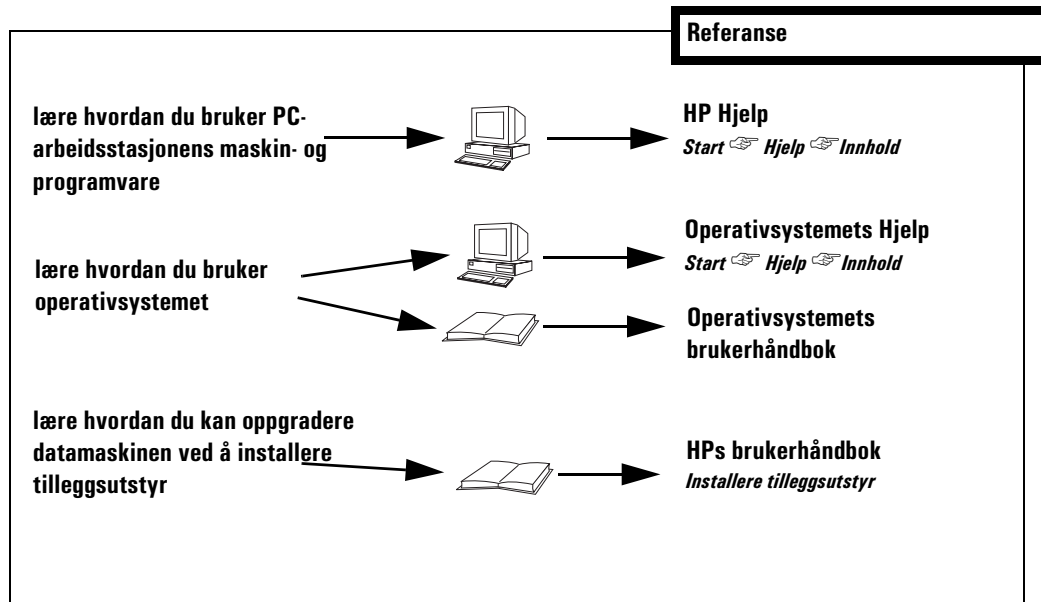 Referanse
lære hvordan du bruker PC-
arbeidsstasjonens maskin- og
programvare
HP Hjelp
Start ☞ Hjelp ☞ Innhold
lære hvordan du bruker
operativsystemet
Operativsystemets Hjelp
Start ☞ Hjelp ☞ Innhold
Operativsystemets
brukerhåndbok
lære hvordan du kan oppgradere
datamaskinen ved å installere
tilleggsutstyr
HPs brukerhåndbok
Installere tilleggsutstyr